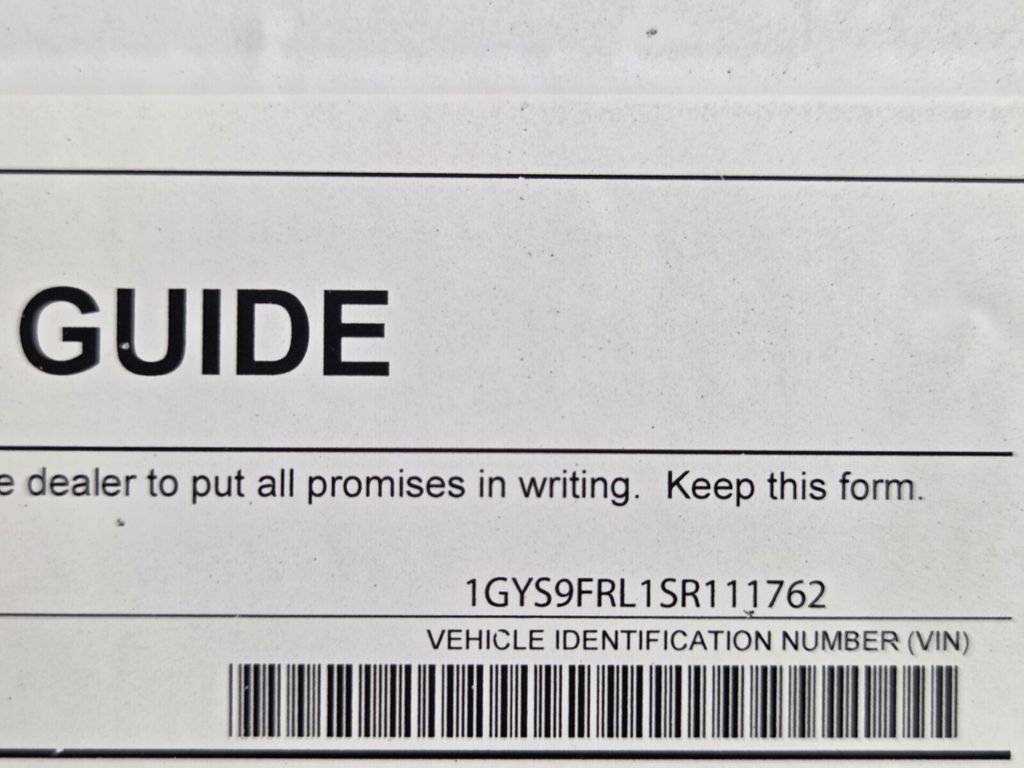 GUIDE
e dealer to put all promises in writing. Keep this form.
1GYS9FRL1SR111762
VEHICLE IDENTIFICATION NUMBER (VIN)